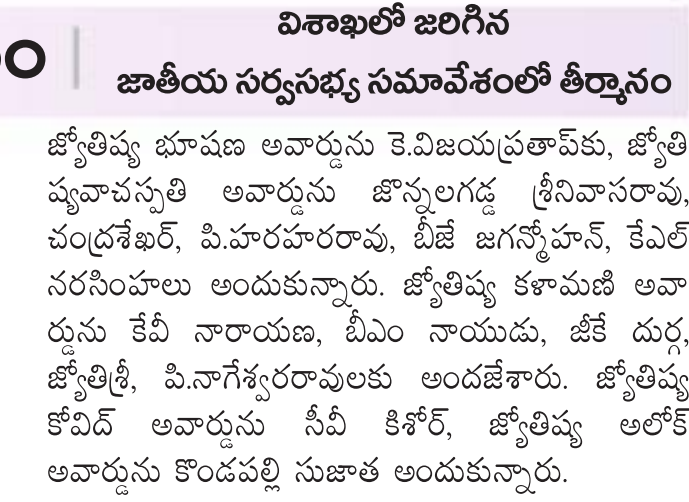 విశాఖలో జరిగిన
జాతీయ సర్వసభ్య సమావేశంలో తీర్మానం
జ్యోతిష్య భూషణ అవార్డును కె.విజయప్రతాప్‌కు, జ్యోతి
ష్యవాచస్పతి అవార్డును జొన్నలగడ్డ శ్రీనివాసరావు,
చంద్రశేఖర్, పి.హరహరరావు, బీజే జగన్మోహన్, కేఎల్
నరసింహలు అందుకున్నారు. జ్యోతిష్య కళామణి అవా
ర్డును కేవీ నారాయణ, బీఎం నాయుడు, జీకే దుర్గ,
జ్యోతిశ్రీ, పి.నాగేశ్వరరావులకు అందజేశారు. జ్యోతిష్య
కోవిద్ అవార్డును సీవీ కిశోర్, జ్యోతిష్య అలోక్
అవార్డును కొండపల్లి సుజాత అందుకున్నారు.